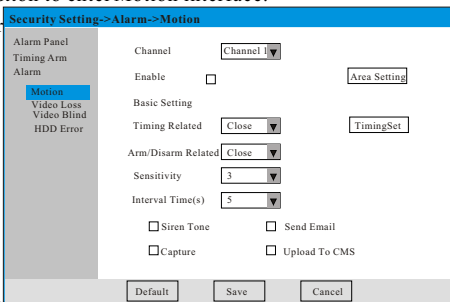 Security Setting->Alarm->Motion
Alarm Panel
Timing Arm
Alarm
Motion
Video Loss
Video Blind
HDD Error
Channel Channel 1
Enable Area Setting
Basic Setting
Timing Related Close TimingSet
Arm/Disarm Related Close
Sensitivity 3
Interval Time(s) 5
Siren Tone Send Email
Capture Upload To CMS
Default Save Cancel